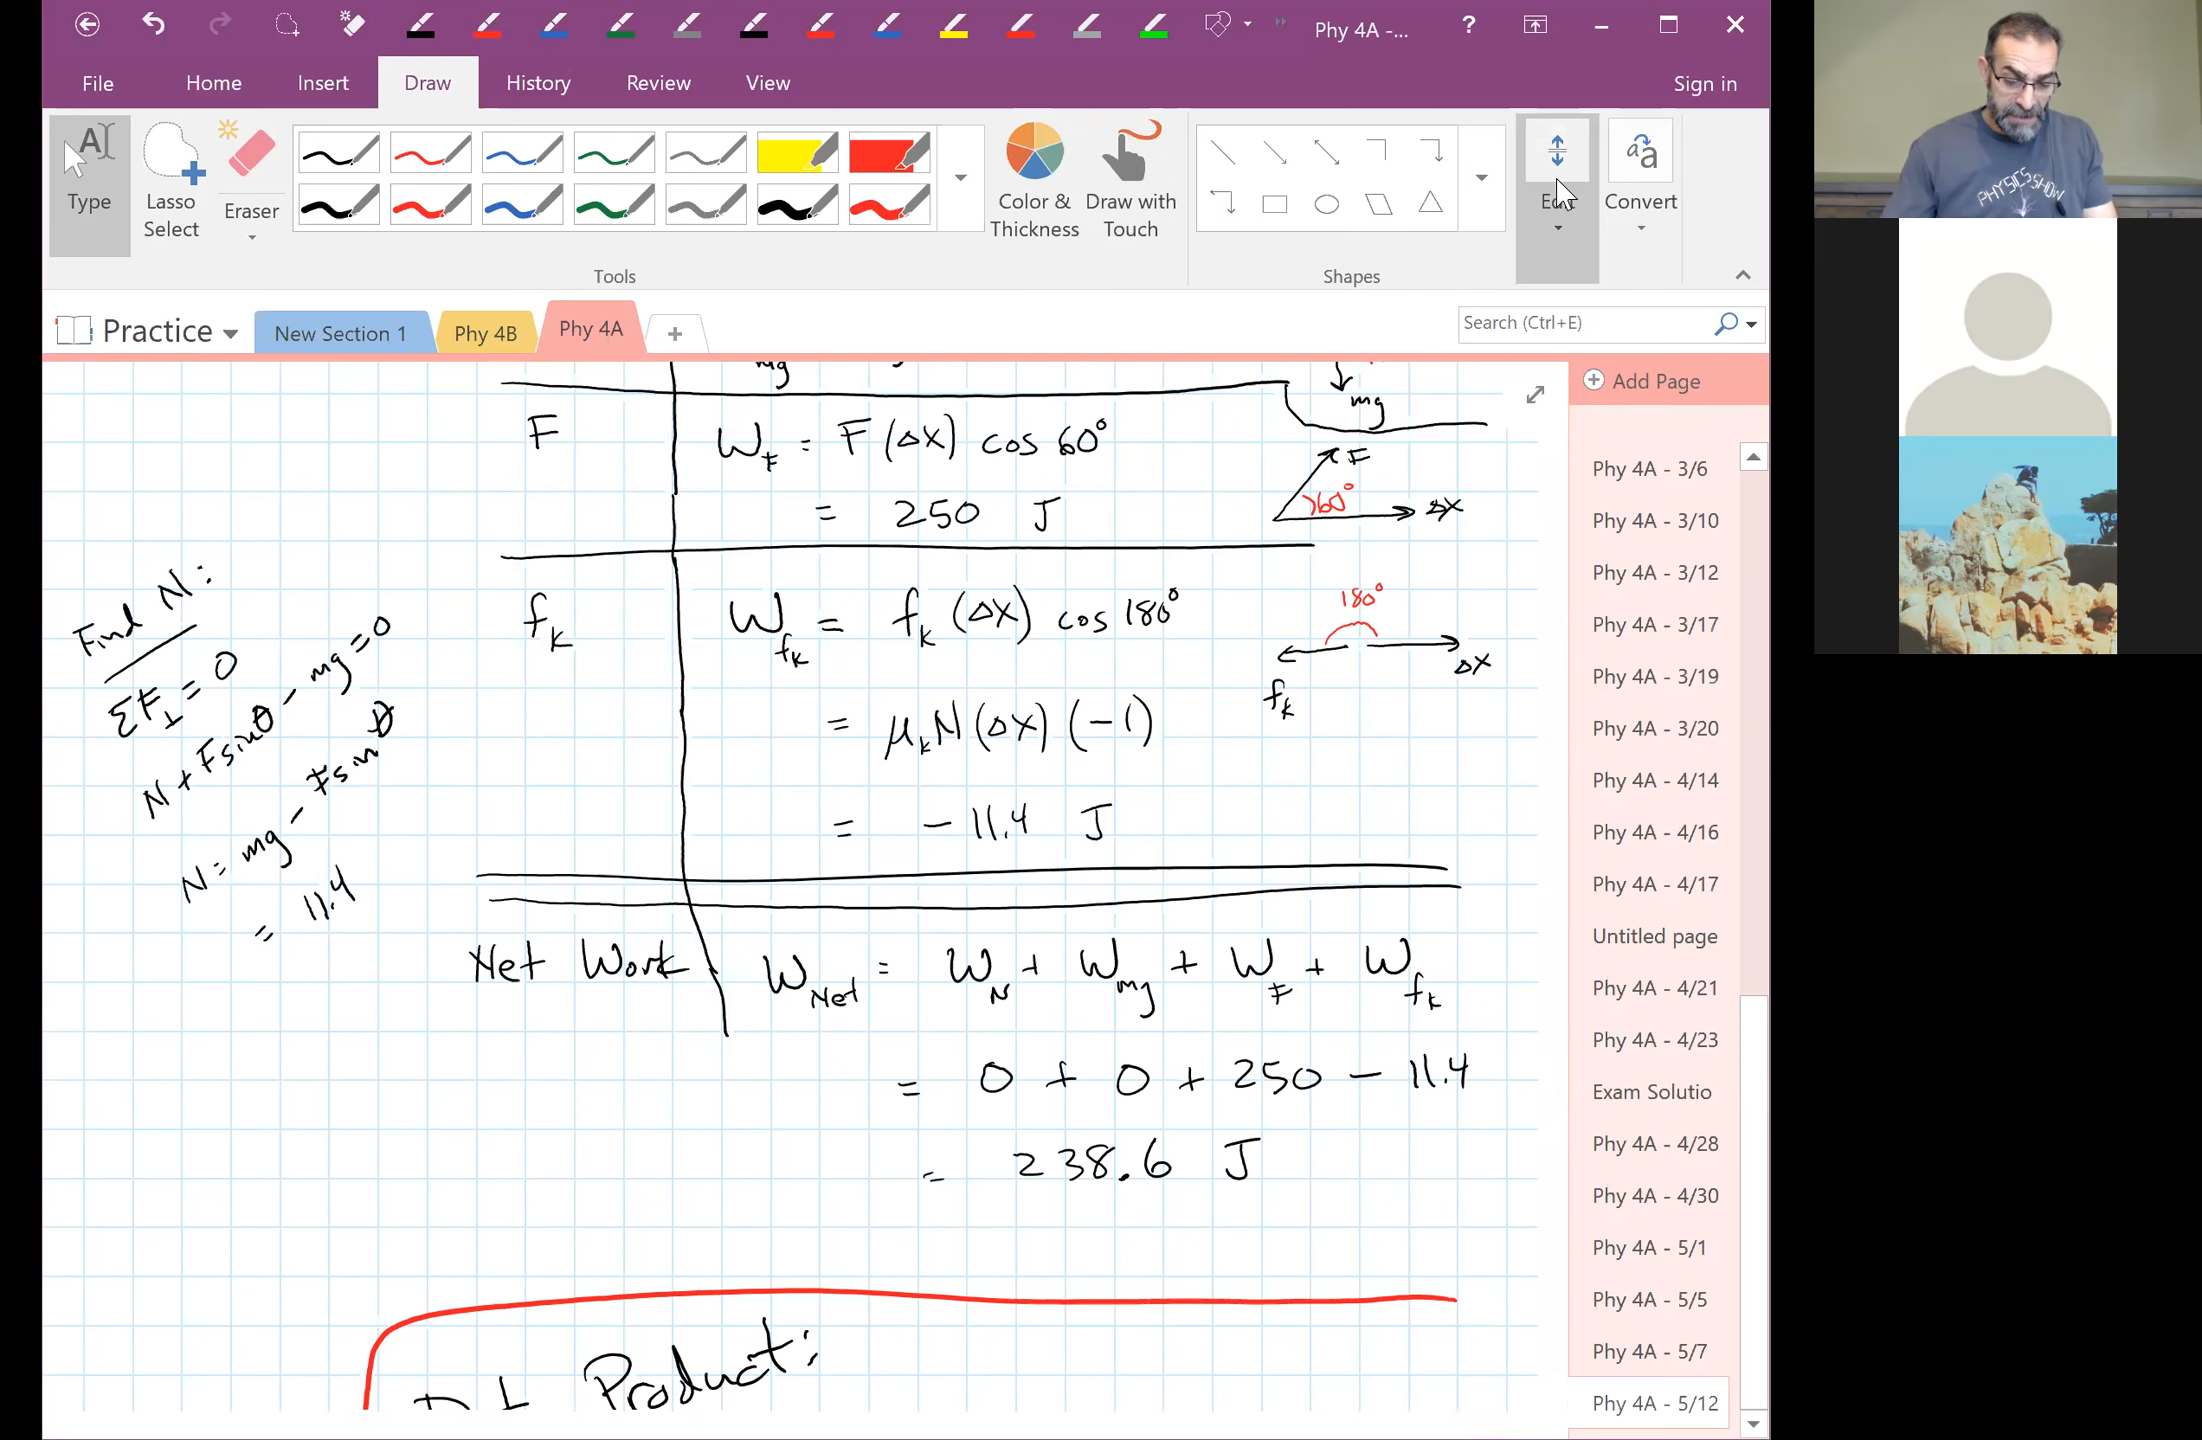 Phy 4A -...
?
File Home Insert Draw History Review View Sign in
Type
Lasso Select
Eraser
Color & Thickness
Draw with Touch
Convert
Tools
Shapes
Practice New Section 1 Phy 4B Phy 4A +
Search (Ctrl+E)
Add Page
Phy 4A - 3/6
Phy 4A - 3/10
Phy 4A - 3/12
Phy 4A - 3/17
Phy 4A - 3/19
Phy 4A - 3/20
Phy 4A - 4/14
Phy 4A - 4/16
Phy 4A - 4/17
Untitled page
Phy 4A - 4/21
Phy 4A - 4/23
Exam Solutio
Phy 4A - 4/28
Phy 4A - 4/30
Phy 4A - 5/1
Phy 4A - 5/5
Phy 4A - 5/7
Phy 4A - 5/12
mg
mg
F W_F = F (Δx) cos 60°
= 250 J
F
60°
Δx
f_k W_fk = f_k (Δx) cos 180°
= μ_k N (Δx) (-1)
= - 11.4 J
180°
f_k
Δx
Find N:
ΣF⊥ = 0
N + F sinθ - mg = 0
N = mg - F sinθ
= 11.4
Net Work W_Net = W_N + W_mg + W_F + W_fk
= 0 + 0 + 250 - 11.4
= 238.6 J
Product:
PHYSICS SHOW